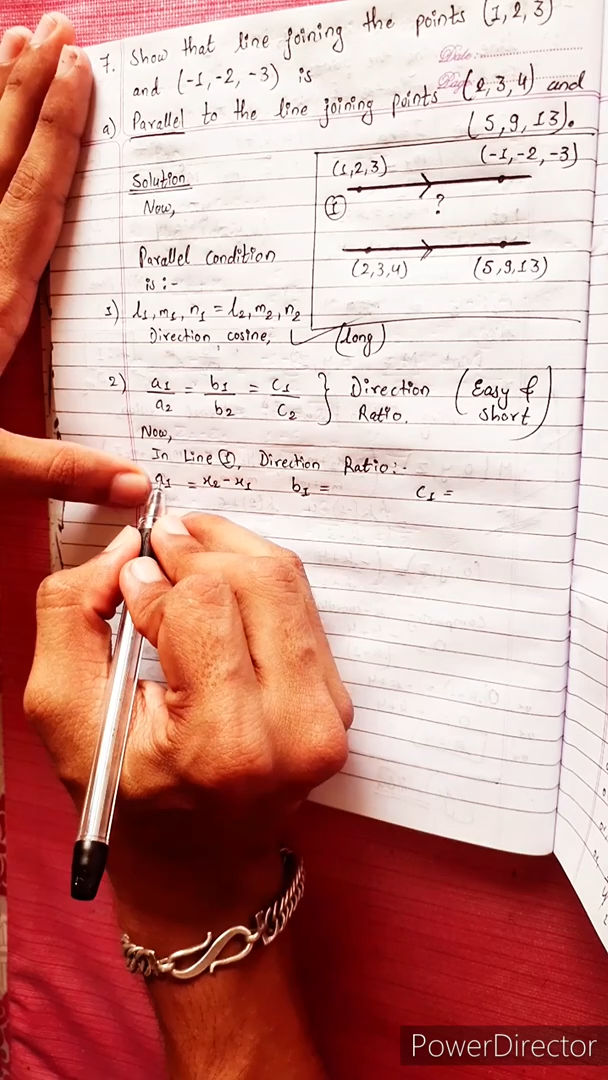 7. Show that line joining the points (1,2,3)
and (-1,-2,-3) is
Date:
Page
a) Parallel to the line joining points (2,3,4) and
(5,9,13).
Solution
Now,
(1,2,3) (-1,-2,-3)
I ?
(2,3,4) (5,9,13)
Parallel condition
is :-
1) l₁, m₁, n₁ = l₂, m₂, n₂
Direction cosine, (long)
2) a₁/a₂ = b₁/b₂ = c₁/c₂ } Direction Ratio. (Easy & short)
Now,
In Line I, Direction Ratio:-
a₁ = x₂ - x₁ b₁ = c₁ =
PowerDirector